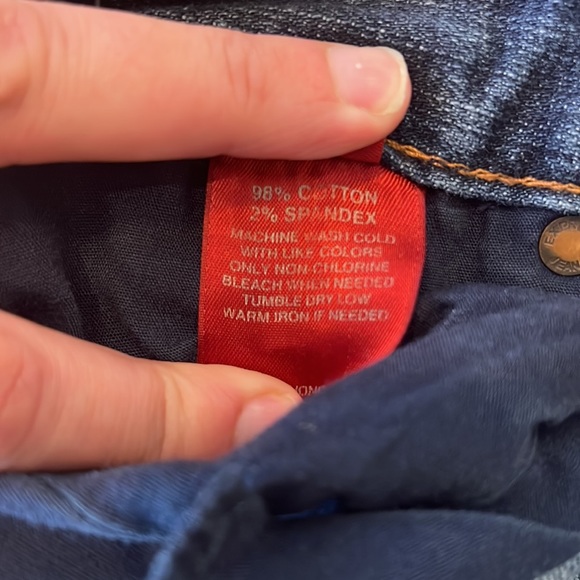 98% COTTON
2% SPANDEX
MACHINE WASH COLD
WITH LIKE COLORS
ONLY NON-CHLORINE
BLEACH WHEN NEEDED
TUMBLE DRY LOW
WARM IRON IF NEEDED